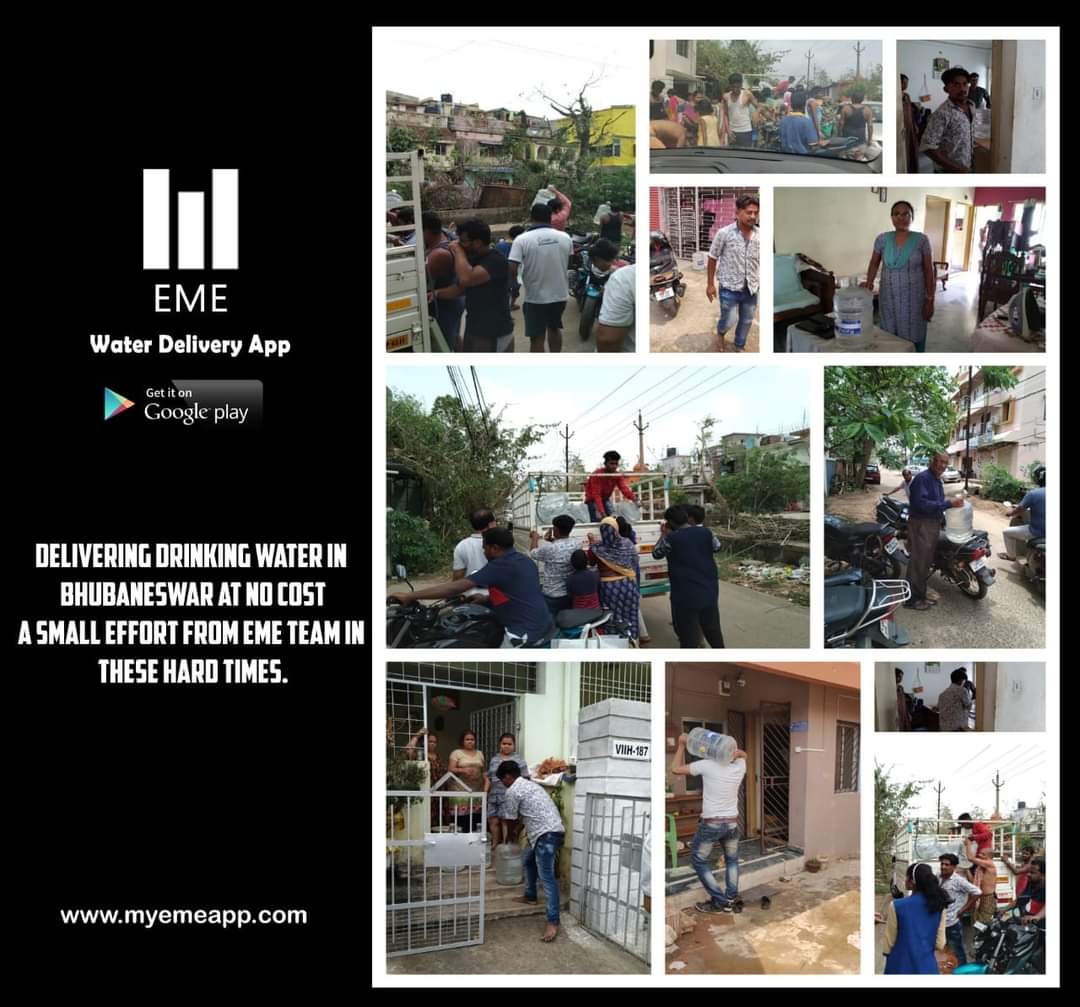 EME
Water Delivery App
Get it on
Google play
DELIVERING DRINKING WATER IN
BHUBANESWAR AT NO COST
A SMALL EFFORT FROM EME TEAM IN
THESE HARD TIMES.
www.myemeapp.com
VIIH-187